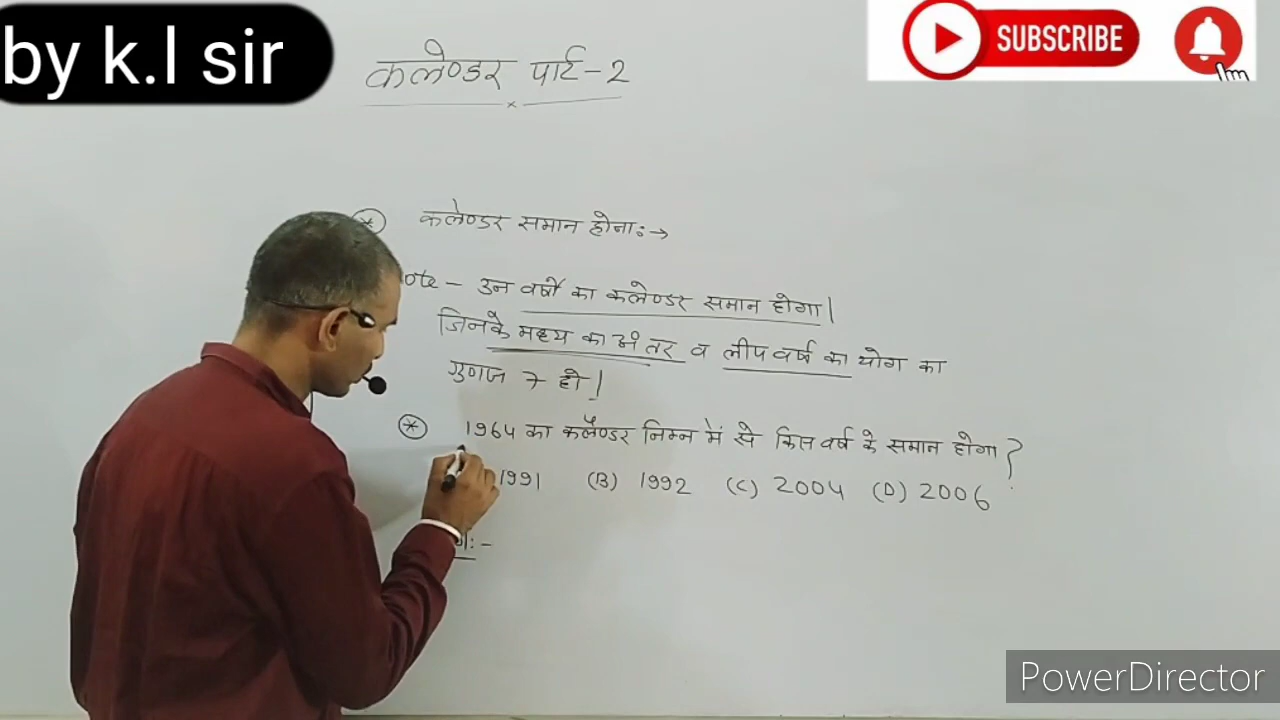 by k.l sir
SUBSCRIBE
कलेण्डर पार्ट-2
कलेण्डर समान होना:→
ote - उन वर्षो का कलेण्डर समान होगा।
जिनके मध्य का अंतर व लीप वर्ष का योग का
गुणज 7 हो।
1964 का कलैण्डर निम्न में से किस वर्ष के समान होगा?
1991 (B) 1992 (C) 2004 (D) 2006
PowerDirector